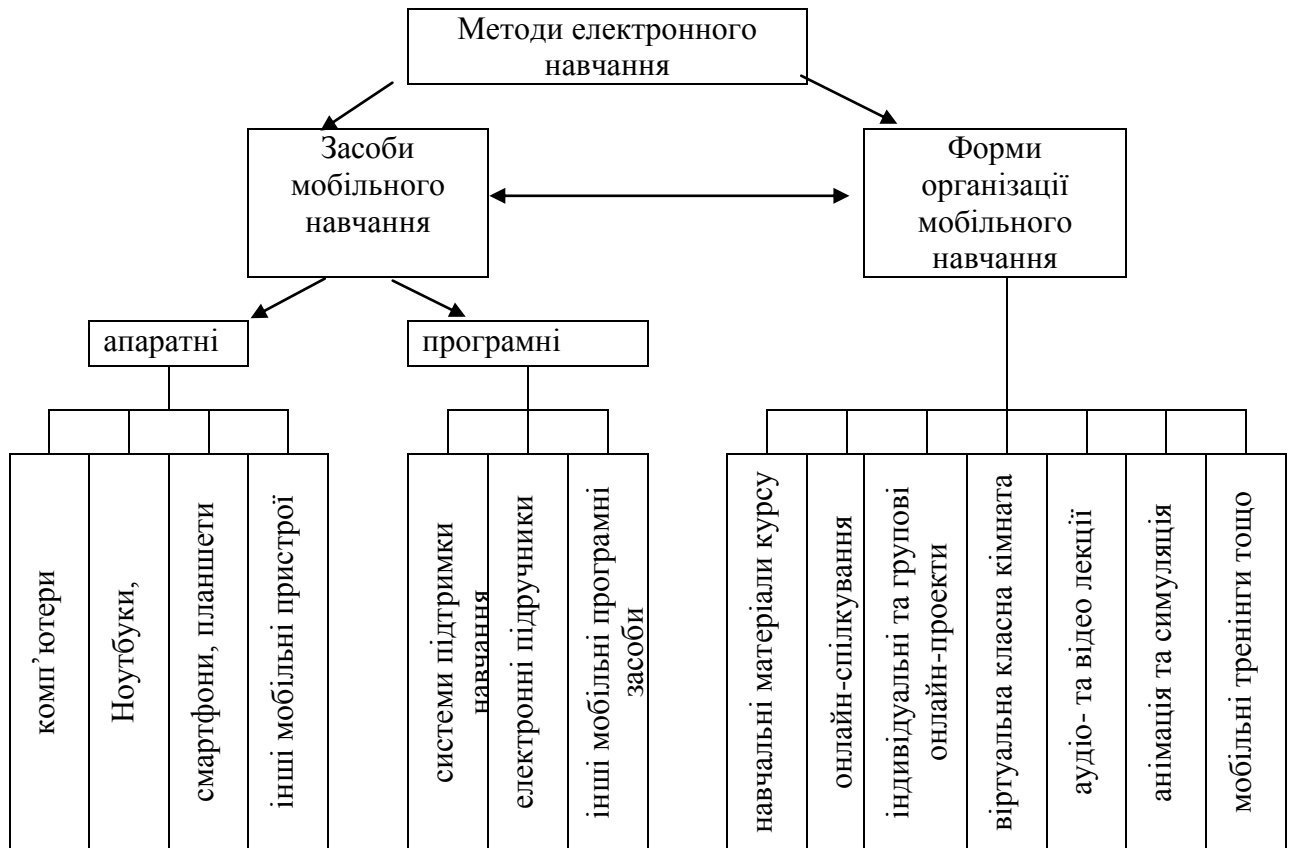 Методи електронного
навчання
Засоби
мобільного
навчання
Форми
організації
мобільного
навчання
апаратні
програмні
комп’ютери
Ноутбуки,
смартфони, планшети
інші мобільні пристрої
системи підтримки
навчання
електронні підручники
інші мобільні програмні
засоби
навчальні матеріали курсу
онлайн-спілкування
індивідуальні та групові
онлайн-проекти
віртуальна класна кімната
аудіо- та відео лекції
анімація та симуляція
мобільні тренінги тощо